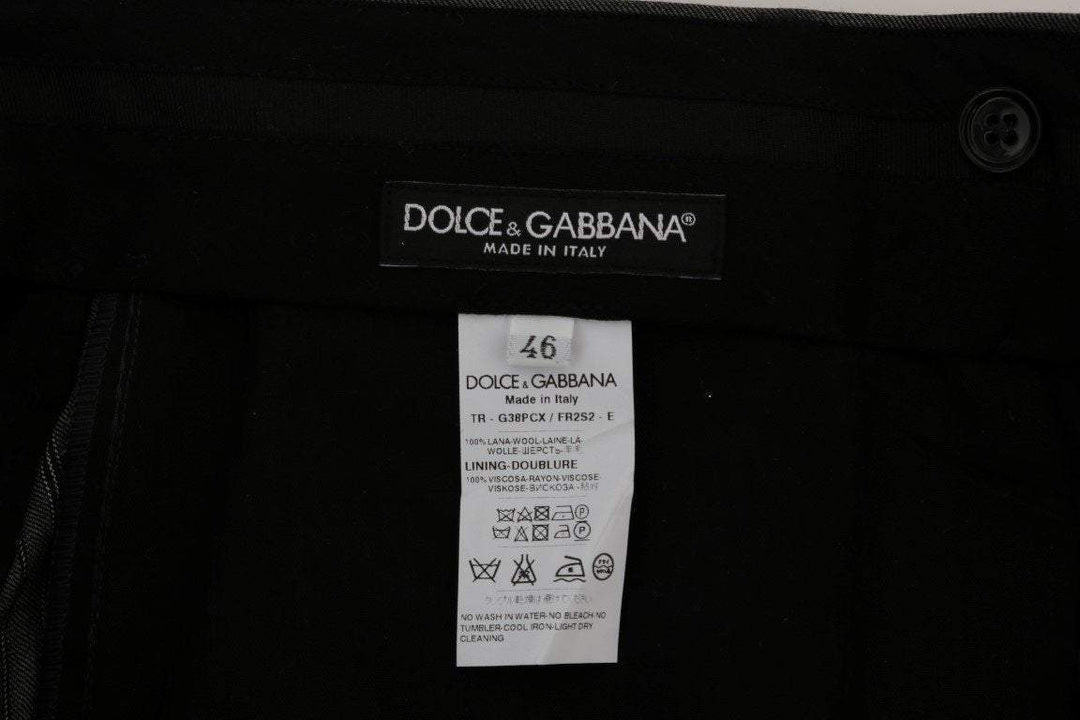 DOLCE & GABBANA®
MADE IN ITALY
46
DOLCE & GABBANA
Made in Italy
TR - G38PCX / FR2S2 - E
100% LANA-WOOL-LAINE-LA-
WOLLE-ШЕРСТЬ-羊毛
LINING-DOUBLURE
100% VISCOSA-RAYON-VISCOSE-
VISKOSE-ВИСКОЗА-
P
P
NO WASH IN WATER-NO BLEACH-NO
TUMBLER-COOL IRON-LIGHT DRY
CLEANING